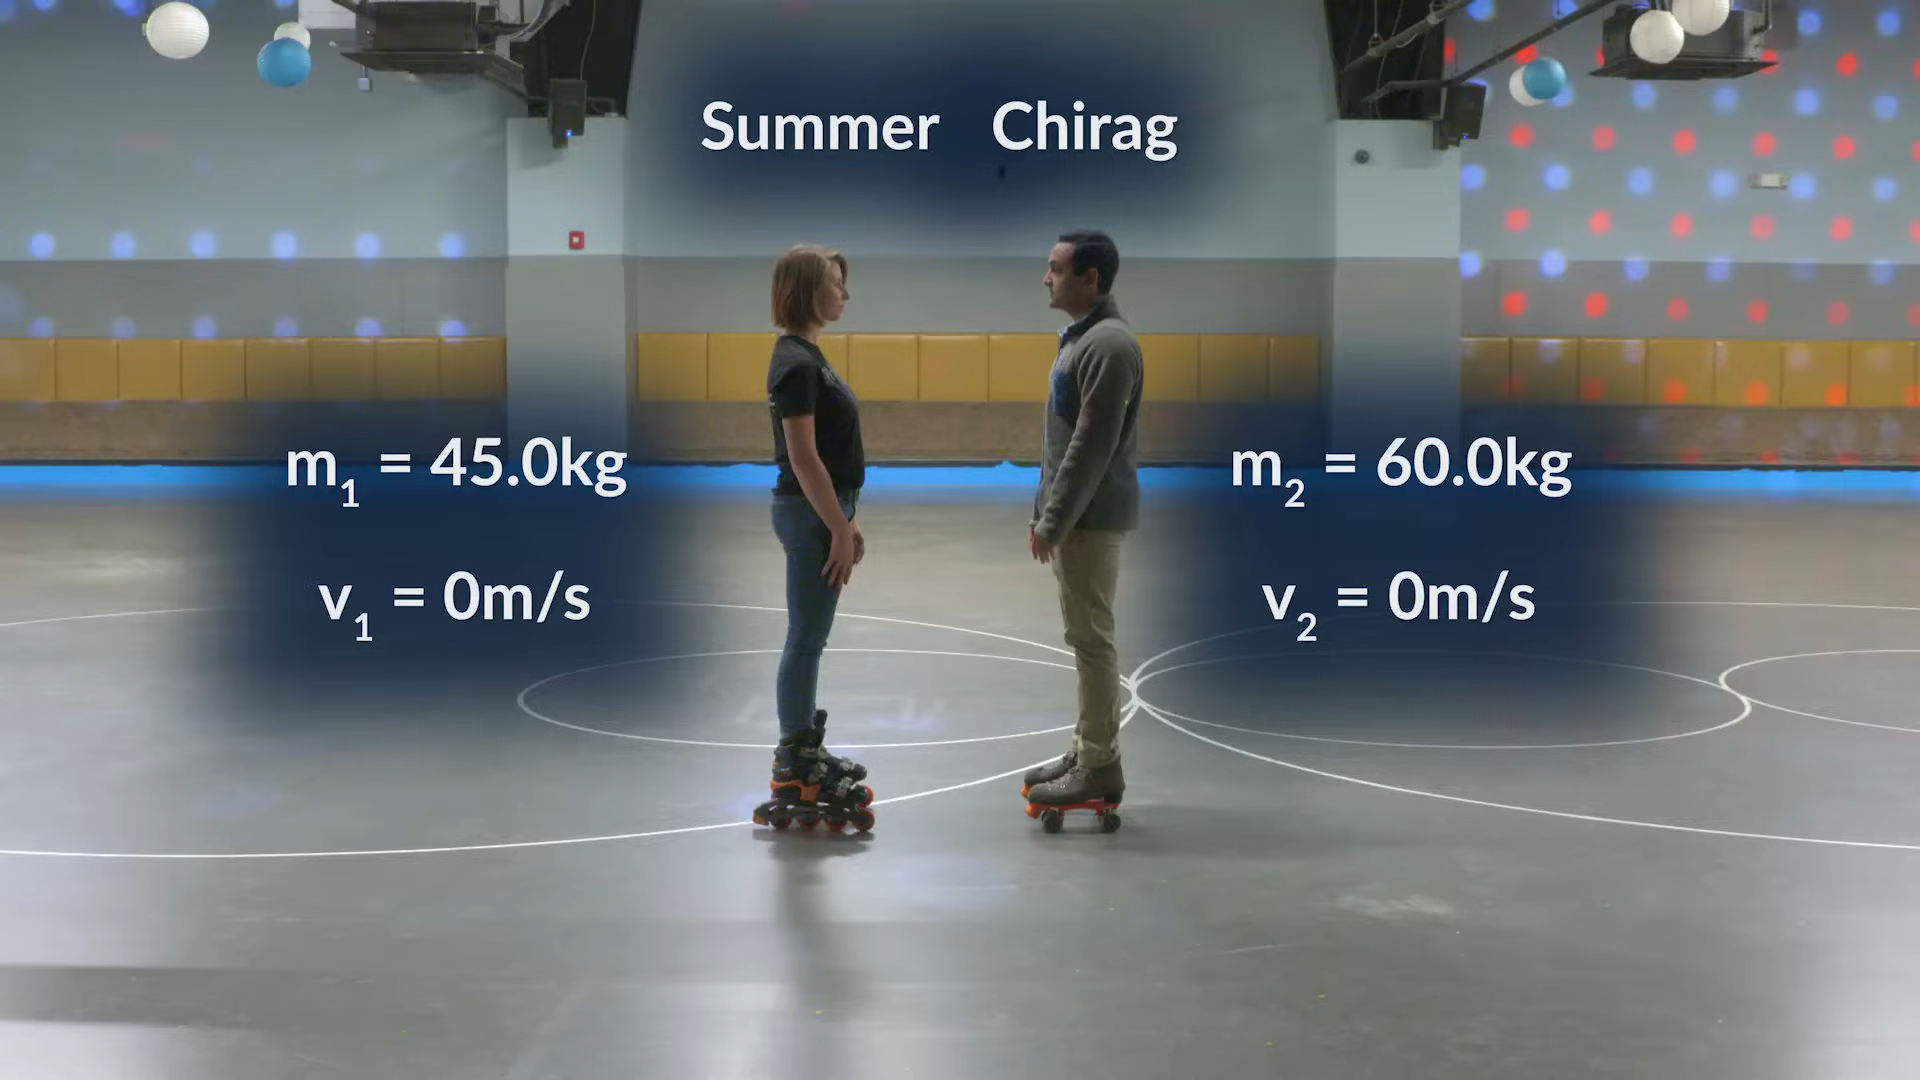 Summer Chirag
m₁ = 45.0kg
m₂ = 60.0kg
v₁ = 0m/s
v₂ = 0m/s